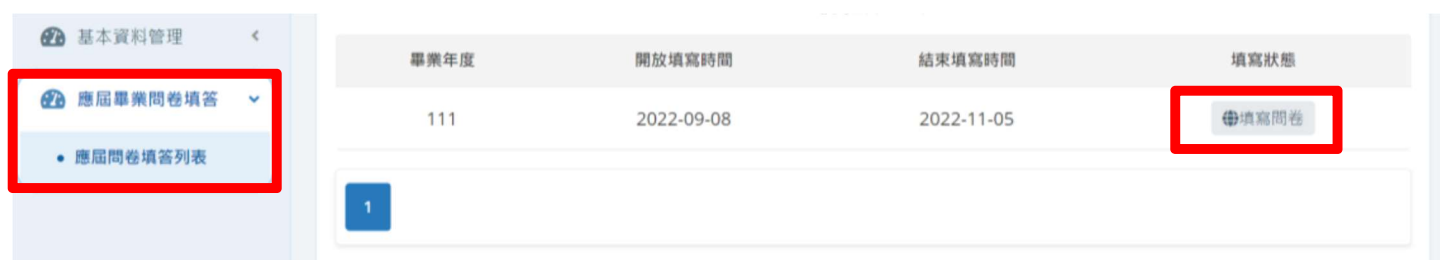 基本資料管理
應屆畢業問卷填答
應屆問卷填答列表
畢業年度 開放填寫時間 結束填寫時間 填寫狀態
111 2022-09-08 2022-11-05 填寫問卷
1